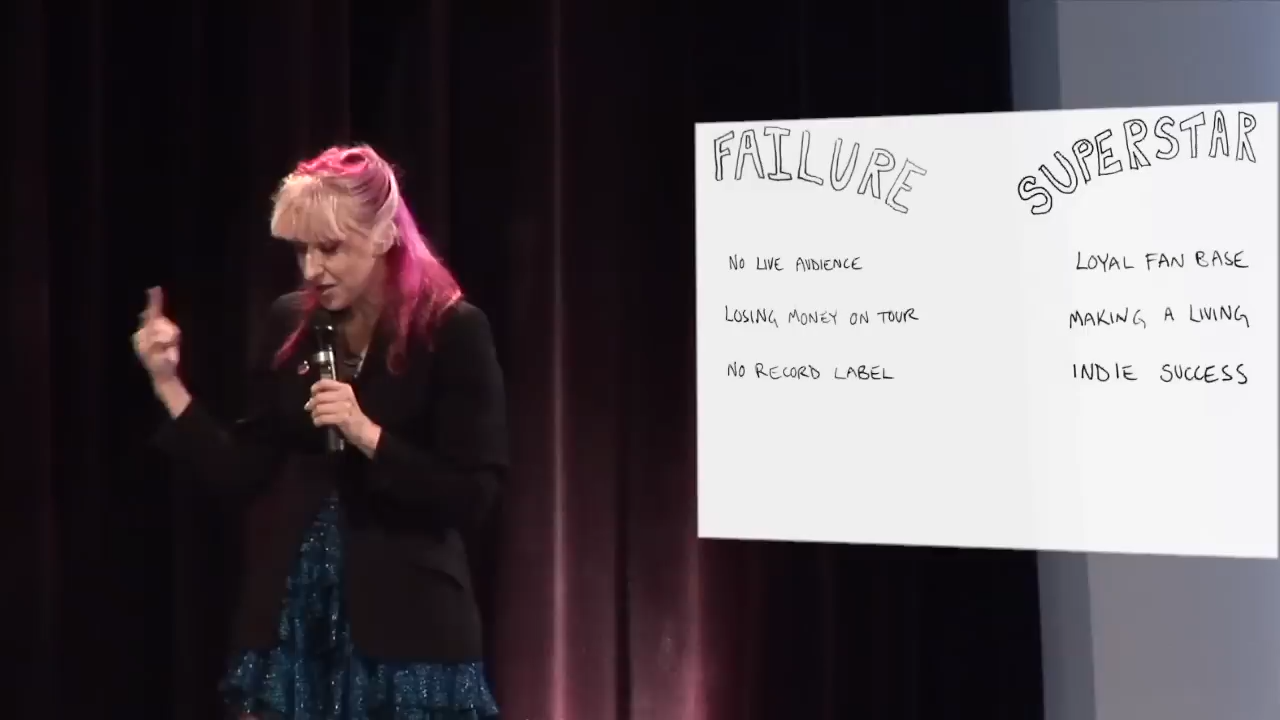 FAILURE
NO LIVE AUDIENCE
LOSING MONEY ON TOUR
NO RECORD LABEL
SUPERSTAR
LOYAL FAN BASE
MAKING A LIVING
INDIE SUCCESS